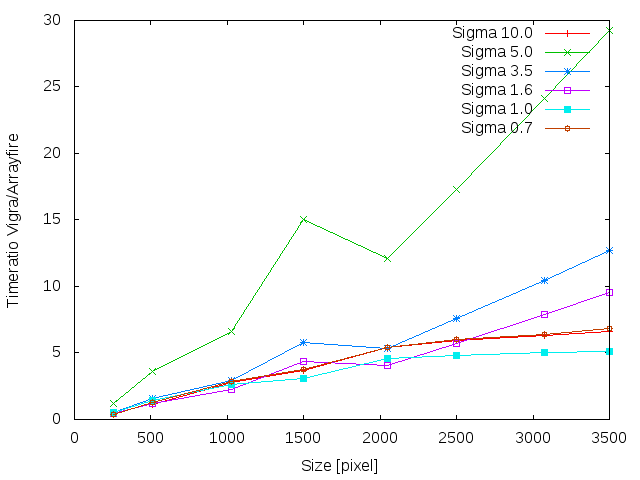 30
25
20
15
10
5
0
Timeratio Vigra/Arrayfire
Sigma 10.0
Sigma 5.0
Sigma 3.5
Sigma 1.6
Sigma 1.0
Sigma 0.7
0 500 1000 1500 2000 2500 3000 3500
Size [pixel]